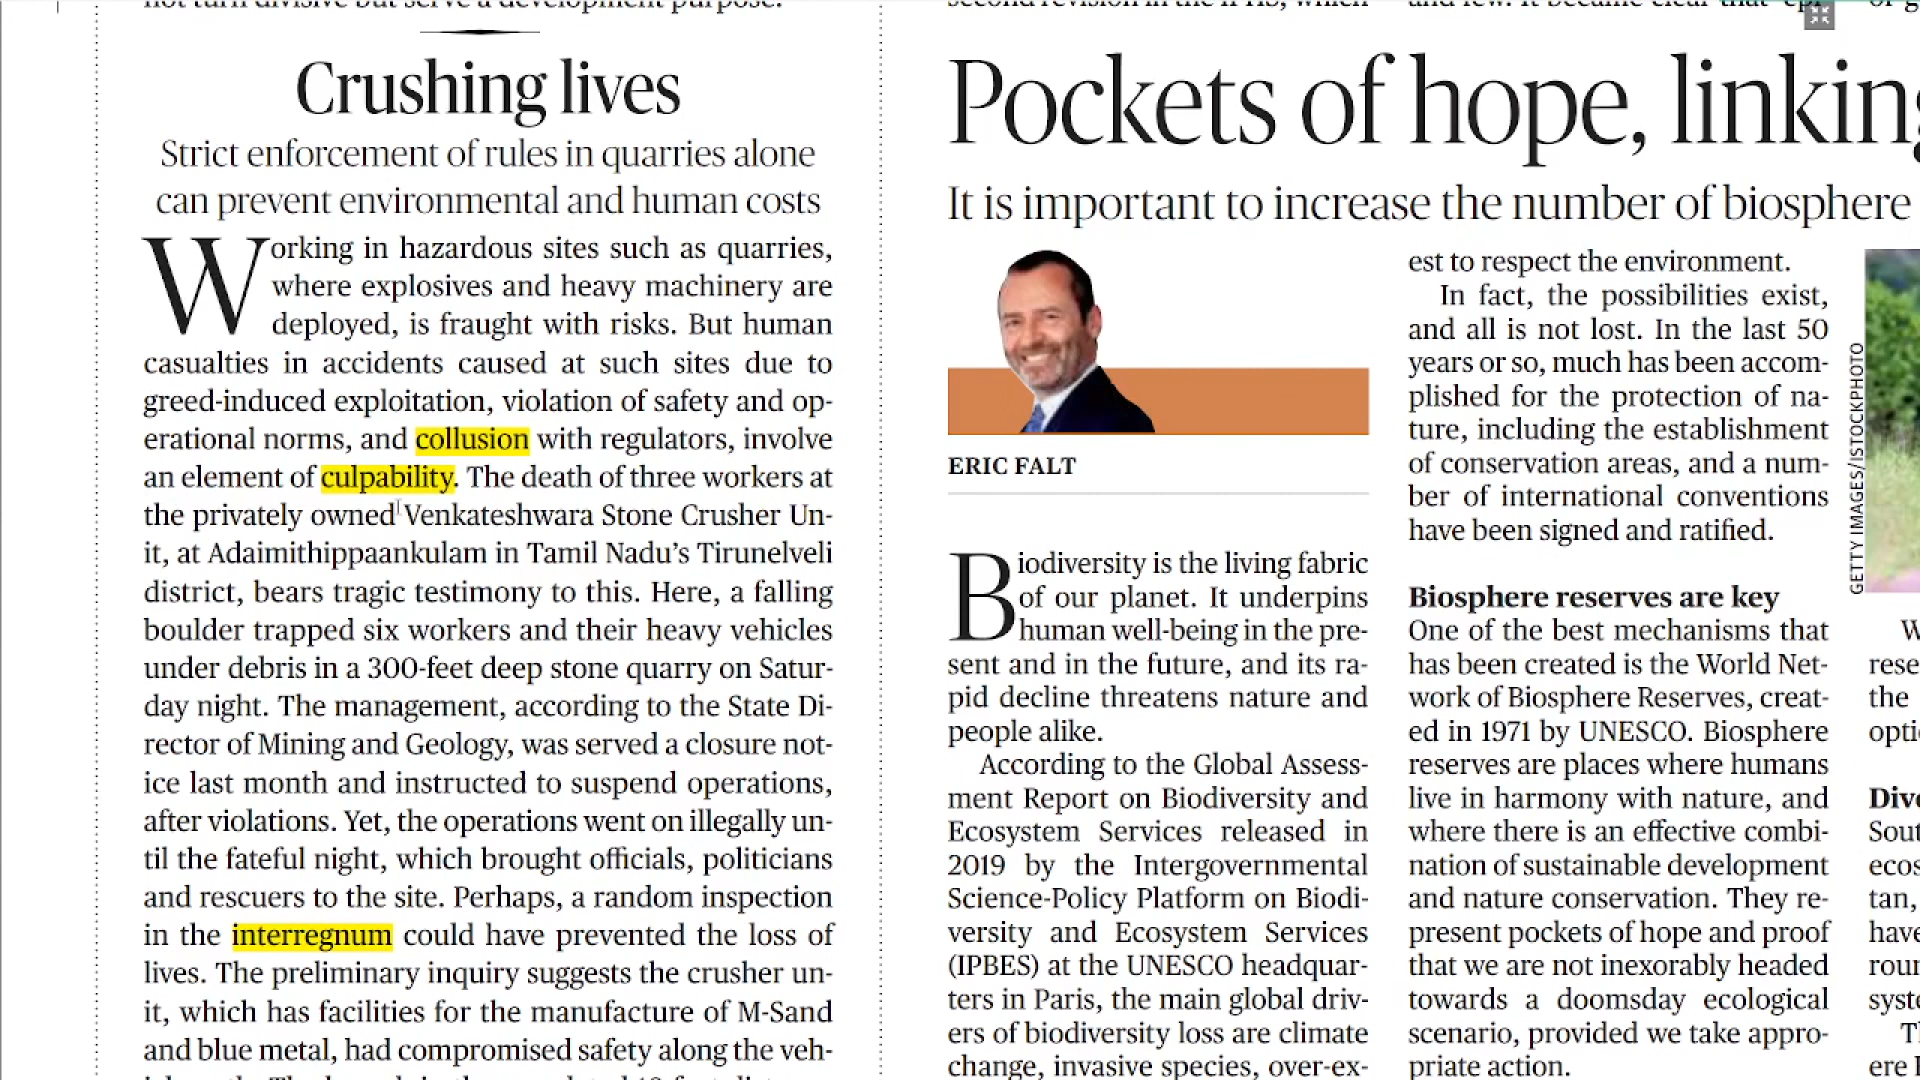 not turn divisive but serve a development purpose.
Crushing lives
Strict enforcement of rules in quarries alone
can prevent environmental and human costs
Working in hazardous sites such as quarries,
where explosives and heavy machinery are
deployed, is fraught with risks. But human
casualties in accidents caused at such sites due to
greed-induced exploitation, violation of safety and op-
erational norms, and collusion with regulators, involve
an element of culpability. The death of three workers at
the privately owned Venkateshwara Stone Crusher Un-
it, at Adaimithippaankulam in Tamil Nadu’s Tirunelveli
district, bears tragic testimony to this. Here, a falling
boulder trapped six workers and their heavy vehicles
under debris in a 300-feet deep stone quarry on Satur-
day night. The management, according to the State Di-
rector of Mining and Geology, was served a closure not-
ice last month and instructed to suspend operations,
after violations. Yet, the operations went on illegally un-
til the fateful night, which brought officials, politicians
and rescuers to the site. Perhaps, a random inspection
in the interregnum could have prevented the loss of
lives. The preliminary inquiry suggests the crusher un-
it, which has facilities for the manufacture of M-Sand
and blue metal, had compromised safety along the veh-
Pockets of hope, linking
It is important to increase the number of biosphere
ERIC FALT
Biodiversity is the living fabric
of our planet. It underpins
human well-being in the pre-
sent and in the future, and its ra-
pid decline threatens nature and
people alike.
According to the Global Assess-
ment Report on Biodiversity and
Ecosystem Services released in
2019 by the Intergovernmental
Science-Policy Platform on Biodi-
versity and Ecosystem Services
(IPBES) at the UNESCO headquar-
ters in Paris, the main global driv-
ers of biodiversity loss are climate
change, invasive species, over-ex-
est to respect the environment.
In fact, the possibilities exist,
and all is not lost. In the last 50
years or so, much has been accom-
plished for the protection of na-
ture, including the establishment
of conservation areas, and a num-
ber of international conventions
have been signed and ratified.
Biosphere reserves are key
One of the best mechanisms that
has been created is the World Net-
work of Biosphere Reserves, creat-
ed in 1971 by UNESCO. Biosphere
reserves are places where humans
live in harmony with nature, and
where there is an effective combi-
nation of sustainable development
and nature conservation. They re-
present pockets of hope and proof
that we are not inexorably headed
towards a doomsday ecological
scenario, provided we take appro-
priate action.
GETTY IMAGES/ISTOCKPHOTO
W
rese
the
opti
Dive
Sout
ecos
tan,
have
roun
syste
Th